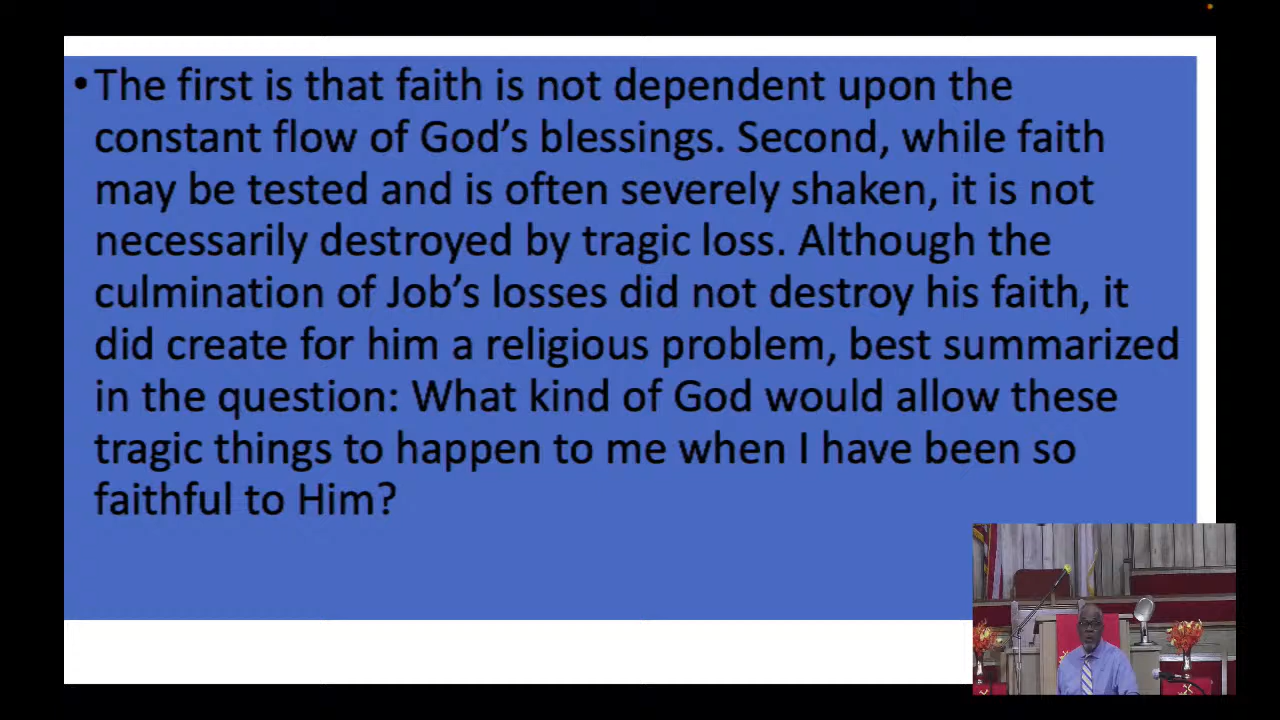 • The first is that faith is not dependent upon the
constant flow of God’s blessings. Second, while faith
may be tested and is often severely shaken, it is not
necessarily destroyed by tragic loss. Although the
culmination of Job’s losses did not destroy his faith, it
did create for him a religious problem, best summarized
in the question: What kind of God would allow these
tragic things to happen to me when I have been so
faithful to Him?